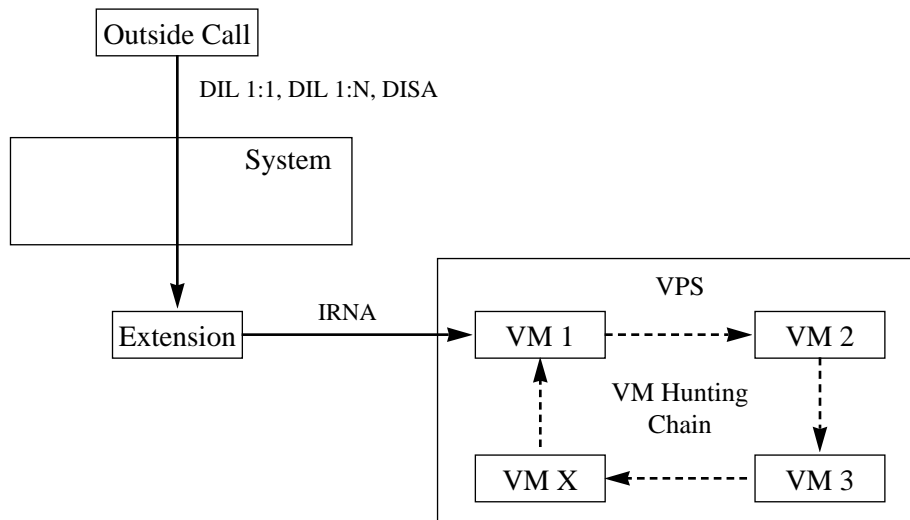 Outside Call
DIL 1:1, DIL 1:N, DISA
System
VPS
IRNA
Extension
VM 1
VM 2
VM Hunting
Chain
VM X
VM 3